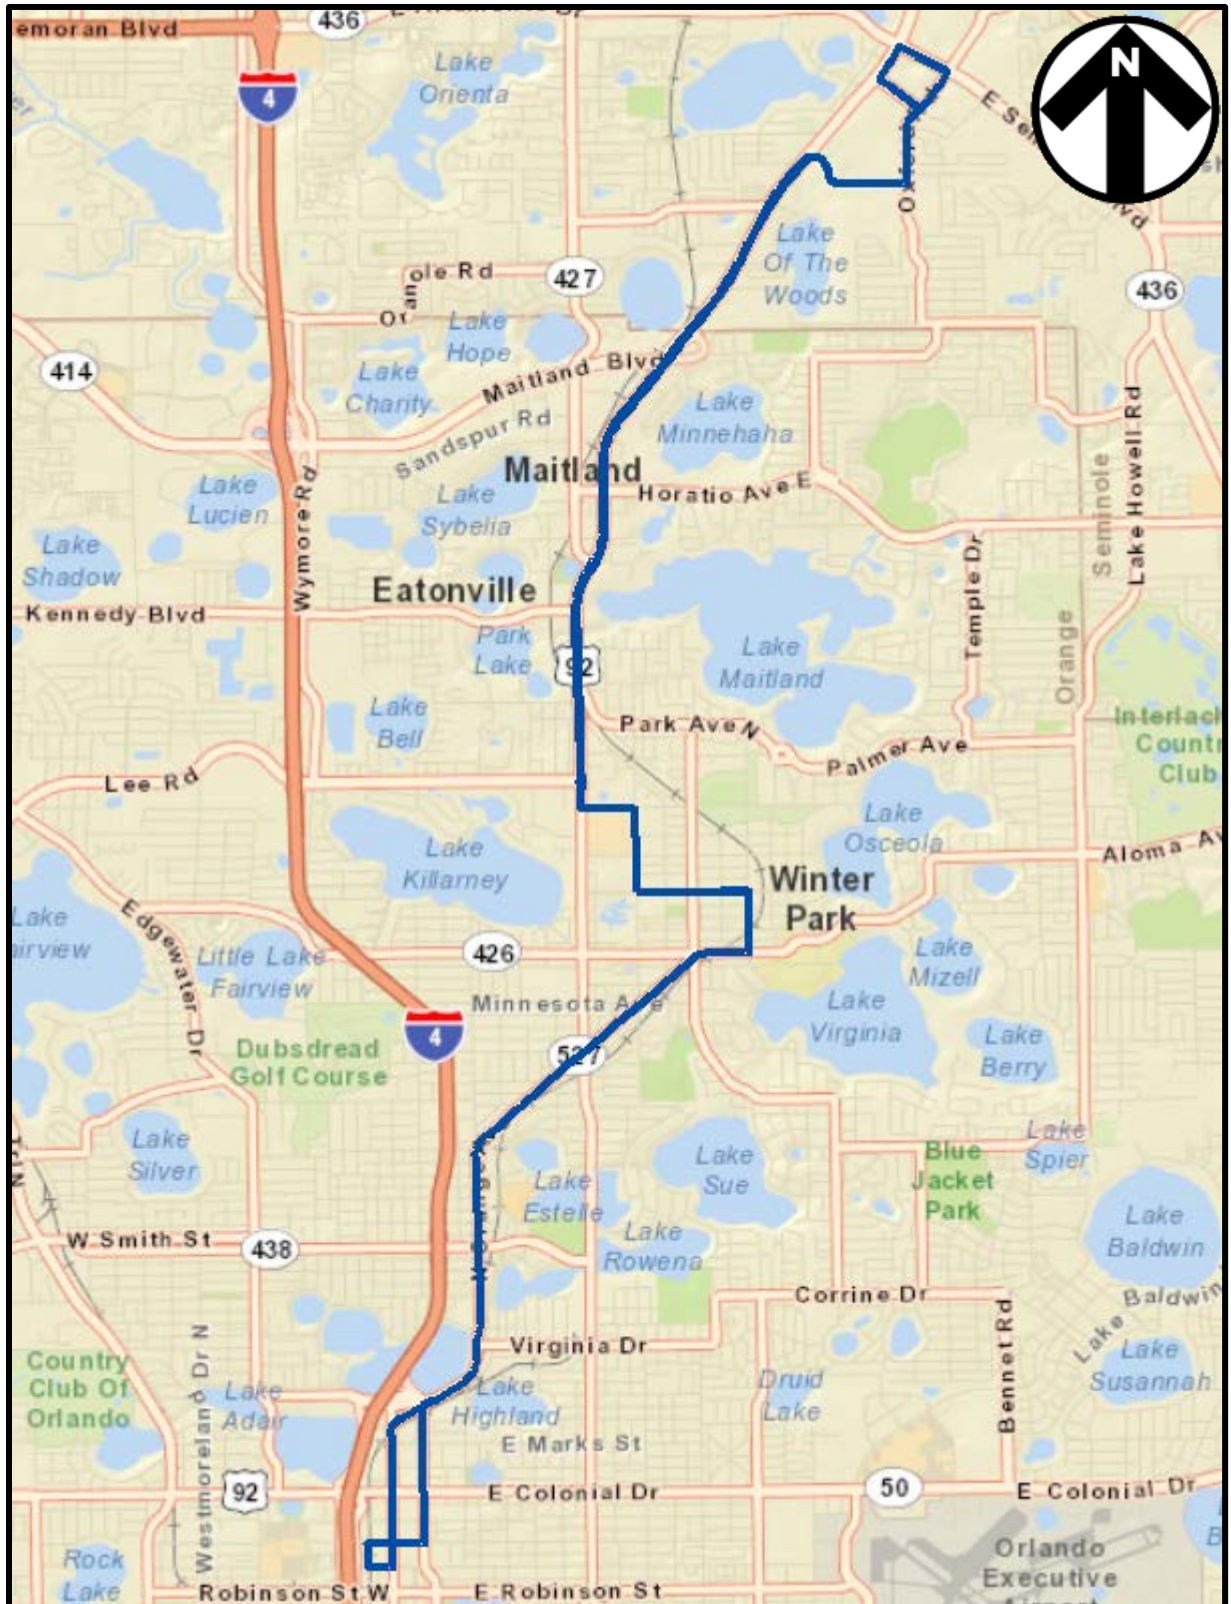 436
emoran Blvd
4
N
Lake
Orienta
Lake
Of The
Woods
ole Rd
427
436
Lake
Hope
Maitland Blvd
414
Lake
Charity
Sandspur Rd
Lake
Minnehaha
Maitland
Horatio Ave E
Lake
Lucien
Lake
Sybelia
Wymore Rd
Seminole
Lake Howell Rd
Lake
Shadow
Eatonville
Temple Dr
Kennedy Blvd
Park
Lake
92
Lake
Maitland
Orange
Lake
Bell
Park Ave N
Palmer Ave
Interlach
Countr
Club
Lee Rd
Lake
Osceola
Lake
Killarney
Aloma Av
Winter
Park
Lake
airview
Edgewater Dr
Little Lake
Fairview
426
Lake
Mizell
Minnesota Ave
Lake
Virginia
4
527
Lake
Berry
Dubsdread
Golf Course
Lake
Silver
Lake
Sue
Blue
Jacket
Park
Lake
Spier
Lake
Estelle
Lake
Rowena
W Smith St
438
Lake
Baldwin
Corrine Dr
Baldwin
Lake
Bennet Rd
Virginia Dr
Westmoreland Dr N
Country
Club Of
Orlando
Lake
Adair
Lake
Highland
Druid
Lake
Lake
Susannah
E Marks St
92
E Colonial Dr
50
E Colonial Dr
Rock
Lake
Robinson St W
E Robinson St
Orlando
Executive